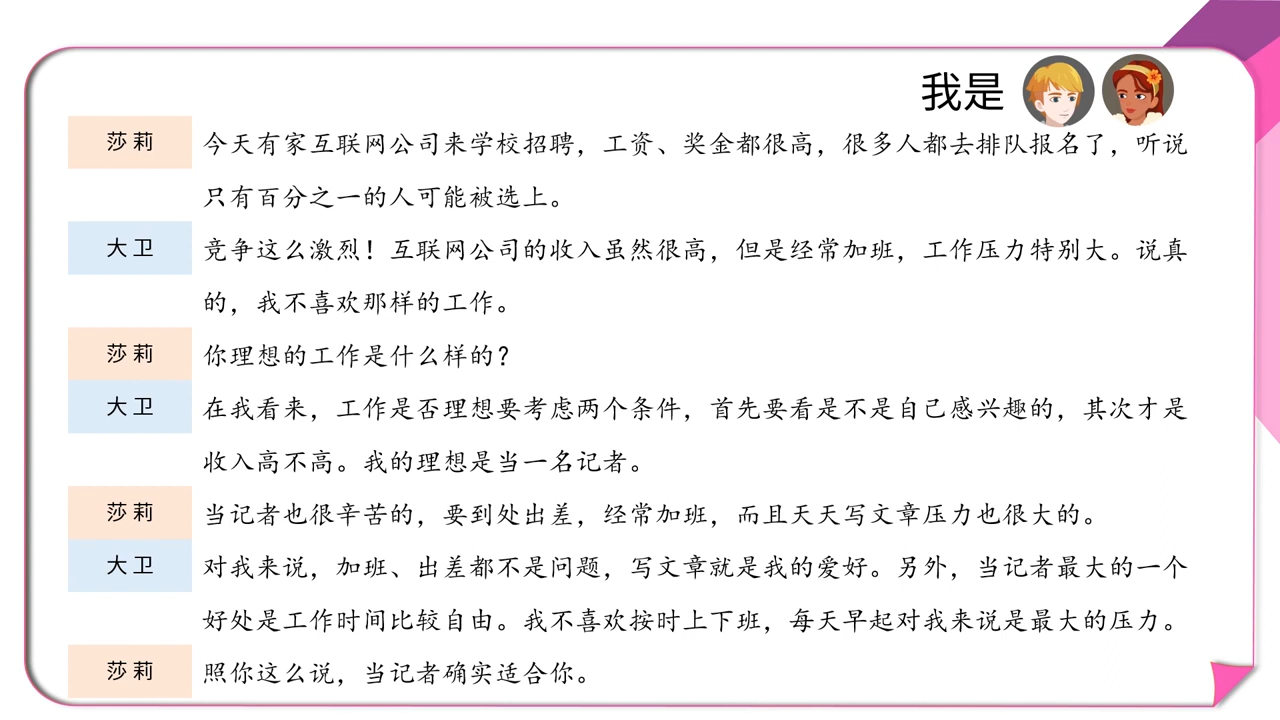 我是
莎莉 今天有家互联网公司来学校招聘，工资、奖金都很高，很多人都去排队报名了，听说
只有百分之一的人可能被选上。
大卫 竞争这么激烈！互联网公司的收入虽然很高，但是经常加班，工作压力特别大。说真
的，我不喜欢那样的工作。
莎莉 你理想的工作是什么样的？
大卫 在我看来，工作是否理想要考虑两个条件，首先要看是不是自己感兴趣的，其次才是
收入高不高。我的理想是当一名记者。
莎莉 当记者也很辛苦的，要到处出差，经常加班，而且天天写文章压力也很大的。
大卫 对我来说，加班、出差都不是问题，写文章就是我的爱好。另外，当记者最大的一个
好处是工作时间比较自由。我不喜欢按时上下班，每天早起对我来说是最大的压力。
莎莉 照你这么说，当记者确实适合你。